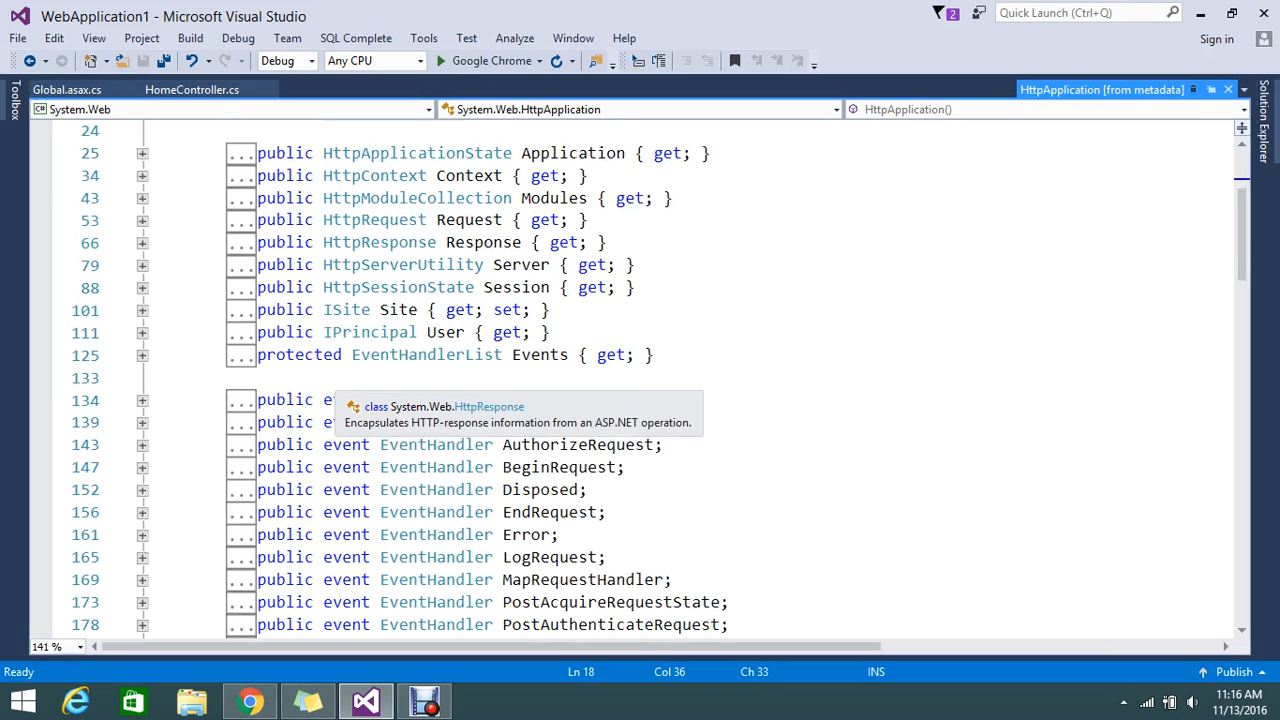 WebApplication1 - Microsoft Visual Studio
2
Quick Launch (Ctrl+Q)
File Edit View Project Build Debug Team SQL Complete Tools Test Analyze Window Help
Sign in
Debug Any CPU Google Chrome
Toolbox
Global.asax.cs HomeController.cs HttpApplication [from metadata]
Solution Explorer
System.Web System.Web.HttpApplication HttpApplication()
24
25 ...public HttpApplicationState Application { get; }
34 ...public HttpContext Context { get; }
43 ...public HttpModuleCollection Modules { get; }
53 ...public HttpRequest Request { get; }
66 ...public HttpResponse Response { get; }
79 ...public HttpServerUtility Server { get; }
88 ...public HttpSessionState Session { get; }
101 ...public ISite Site { get; set; }
111 ...public IPrincipal User { get; }
125 ...protected EventHandlerList Events { get; }
133
134 ...public ev
class System.Web.HttpResponse
139 ...public ev
Encapsulates HTTP-response information from an ASP.NET operation.
143 ...public event EventHandler AuthorizeRequest;
147 ...public event EventHandler BeginRequest;
152 ...public event EventHandler Disposed;
156 ...public event EventHandler EndRequest;
161 ...public event EventHandler Error;
165 ...public event EventHandler LogRequest;
169 ...public event EventHandler MapRequestHandler;
173 ...public event EventHandler PostAcquireRequestState;
178 ...public event EventHandler PostAuthenticateRequest;
141 %
Ready Ln 18 Col 36 Ch 33 INS Publish
11:16 AM
11/13/2016